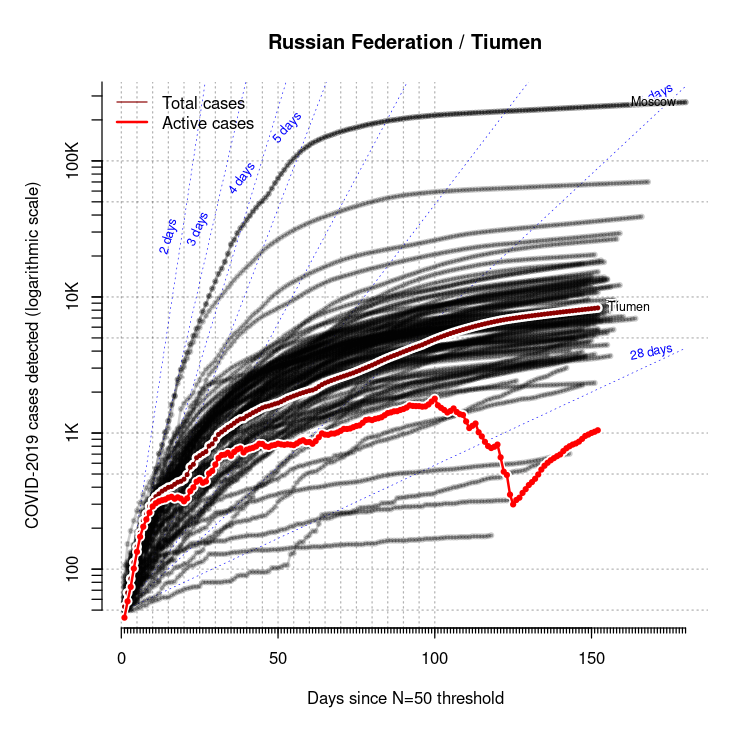 Russian Federation / Tiumen
Total cases
Active cases
2 days
3 days
4 days
5 days
days
Moscow
Tiumen
28 days
COVID-2019 cases detected (logarithmic scale)
100K
10K
1K
100
0
50
100
150
Days since N=50 threshold